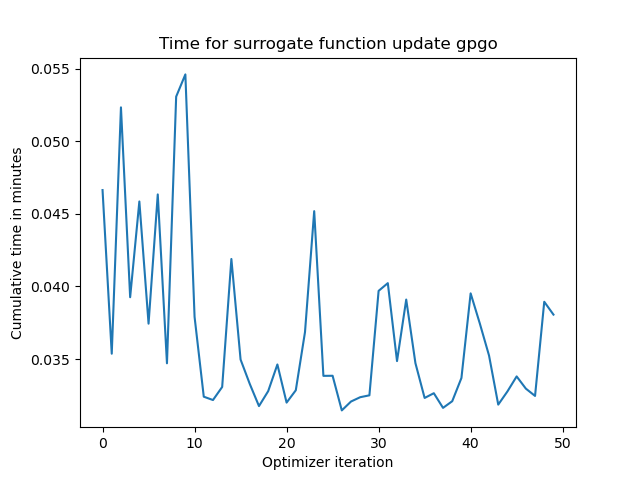 Time for surrogate function update gpgo
Cumulative time in minutes
0.055
0.050
0.045
0.040
0.035
0 10 20 30 40 50
Optimizer iteration